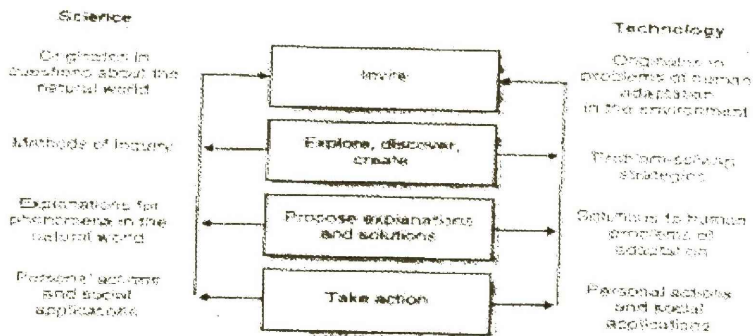 Science
Originates in
questions about the
natural world
Methods of inquiry
Explanations for
phenomena in the
natural world
Personal actions
and social
applications
Invite
Explore, discover,
create
Propose explanations
and solutions
Take action
Technology
Originates in
problems of human
adaptation
in the environment
Problem-solving
strategies
Solutions to human
problems of
adaptation
Personal actions
and social
applications